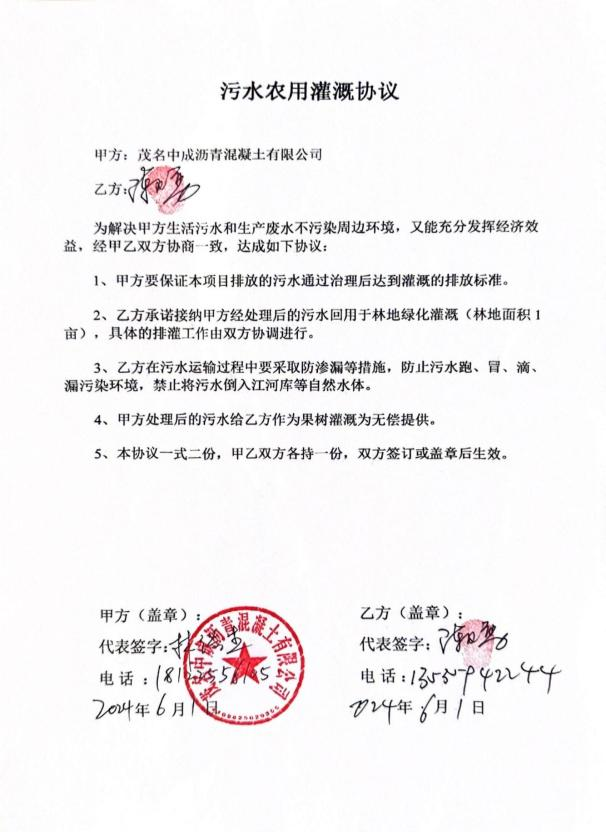 污水农用灌溉协议
甲方：茂名中成沥青混凝土有限公司
乙方：
为解决甲方生活污水和生产废水不污染周边环境，又能充分发挥经济效
益，经甲乙双方协商一致，达成如下协议：
1、甲方要保证本项目排放的污水通过治理后达到灌溉的排放标准。
2、乙方承诺接纳甲方经处理后的污水回用于林地绿化灌溉（林地面积1
亩），具体的排灌工作由双方协调进行。
3、乙方在污水运输过程中要采取防渗漏等措施，防止污水跑、冒、滴、
漏污染环境，禁止将污水倒入江河库等自然水体。
4、甲方处理后的污水给乙方作为果树灌溉为无偿提供。
5、本协议一式二份，甲乙双方各持一份，双方签订或盖章后生效。
甲方（盖章）：
代表签字：
电话：
2024年6月1日
茂名中成沥青混凝土有限公司
乙方（盖章）：
代表签字：
电话：13557942244
2024年6月1日